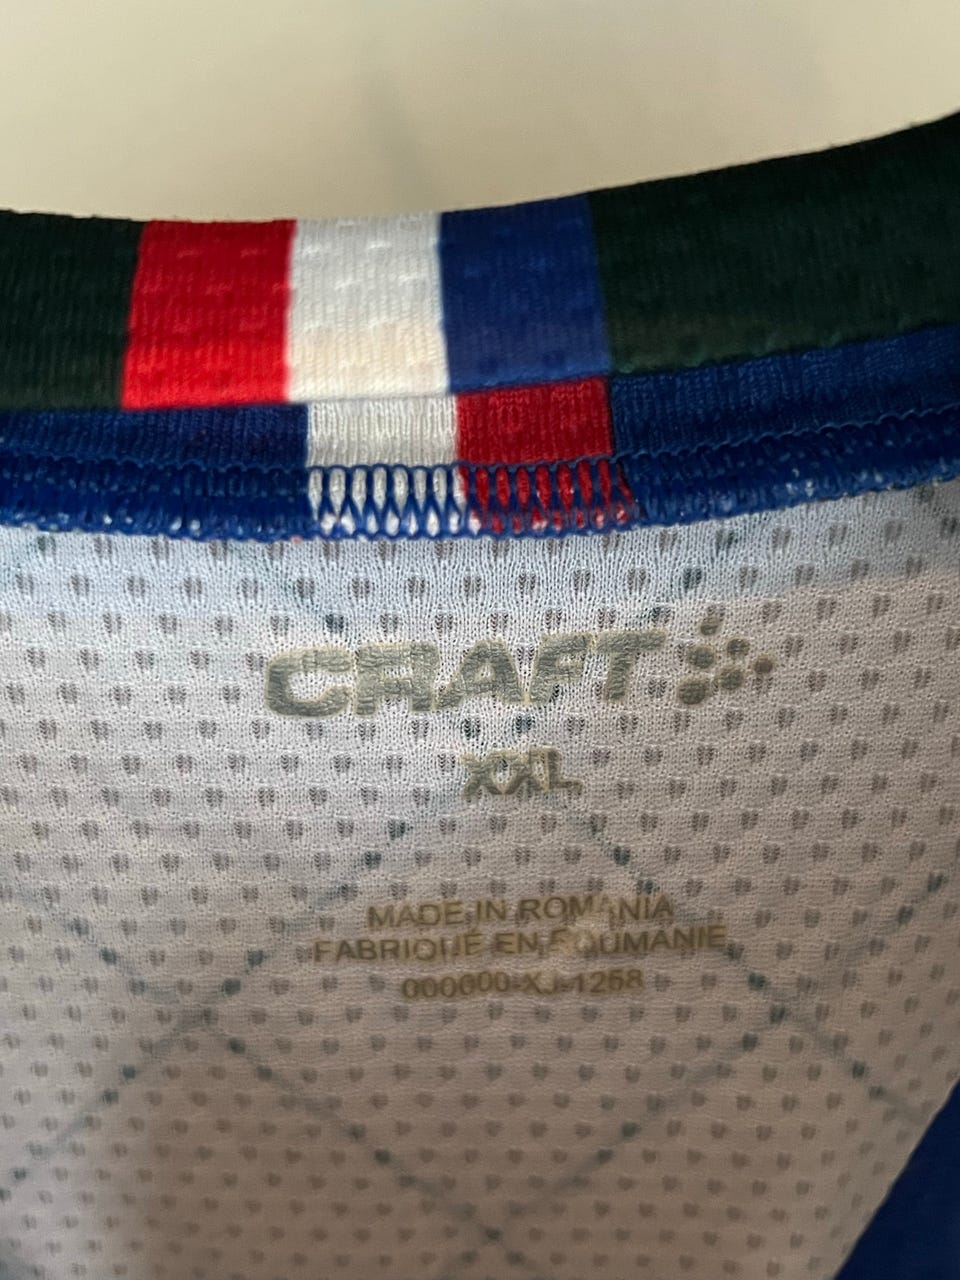 CRAFT
XXL
MADE IN ROMANIA
FABRIQUÉ EN ROUMANIE
000000-XJ-1258